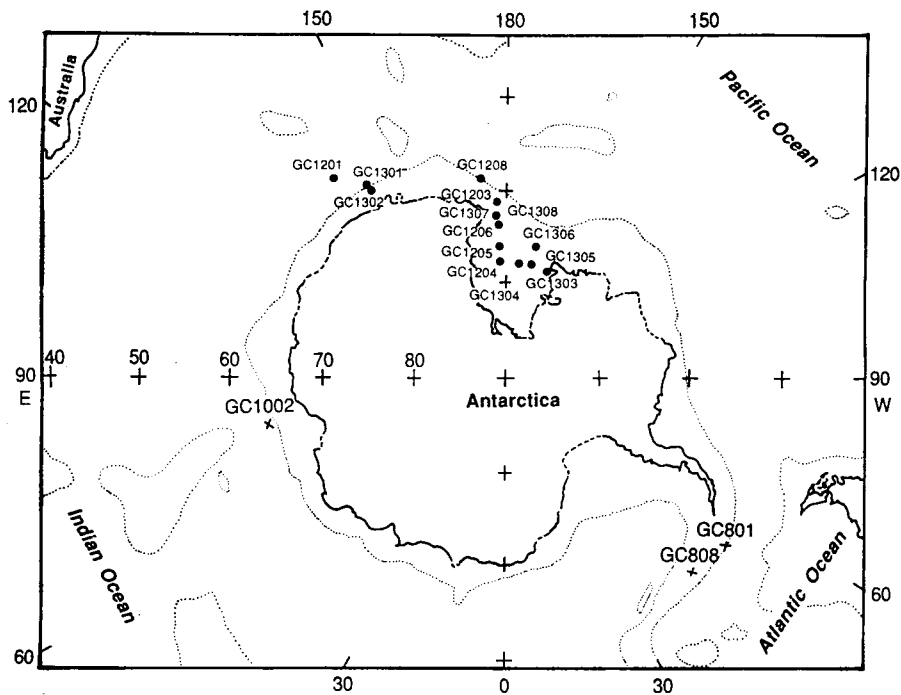 150
180
150
Australia
Pacific Ocean
120
120
GC1201
GC1301
GC1208
GC1302
GC1203
GC1307
GC1308
GC1206
GC1306
GC1205
GC1305
GC1204
GC1303
GC1304
90
E
40
50
60
70
80
90
W
Antarctica
GC1002
Indian Ocean
GC801
GC808
Atlantic Ocean
60
60
30
0
30